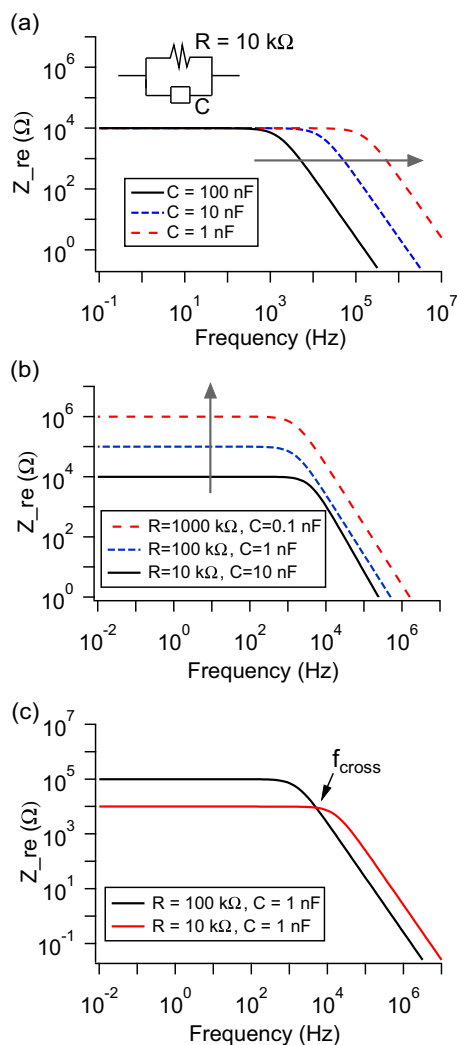 (a)
R = 10 kΩ
C
10^6
10^4
10^2
10^0
Z_re (Ω)
C = 100 nF
C = 10 nF
C = 1 nF
10^-1
10^1
10^3
10^5
10^7
Frequency (Hz)
(b)
10^6
10^4
10^2
10^0
Z_re (Ω)
R=1000 kΩ, C=0.1 nF
R=100 kΩ, C=1 nF
R=10 kΩ, C=10 nF
10^-2
10^0
10^2
10^4
10^6
Frequency (Hz)
(c)
10^7
10^5
10^3
10^1
10^-1
Z_re (Ω)
f_cross
R = 100 kΩ, C = 1 nF
R = 10 kΩ, C = 1 nF
10^-2
10^0
10^2
10^4
10^6
Frequency (Hz)